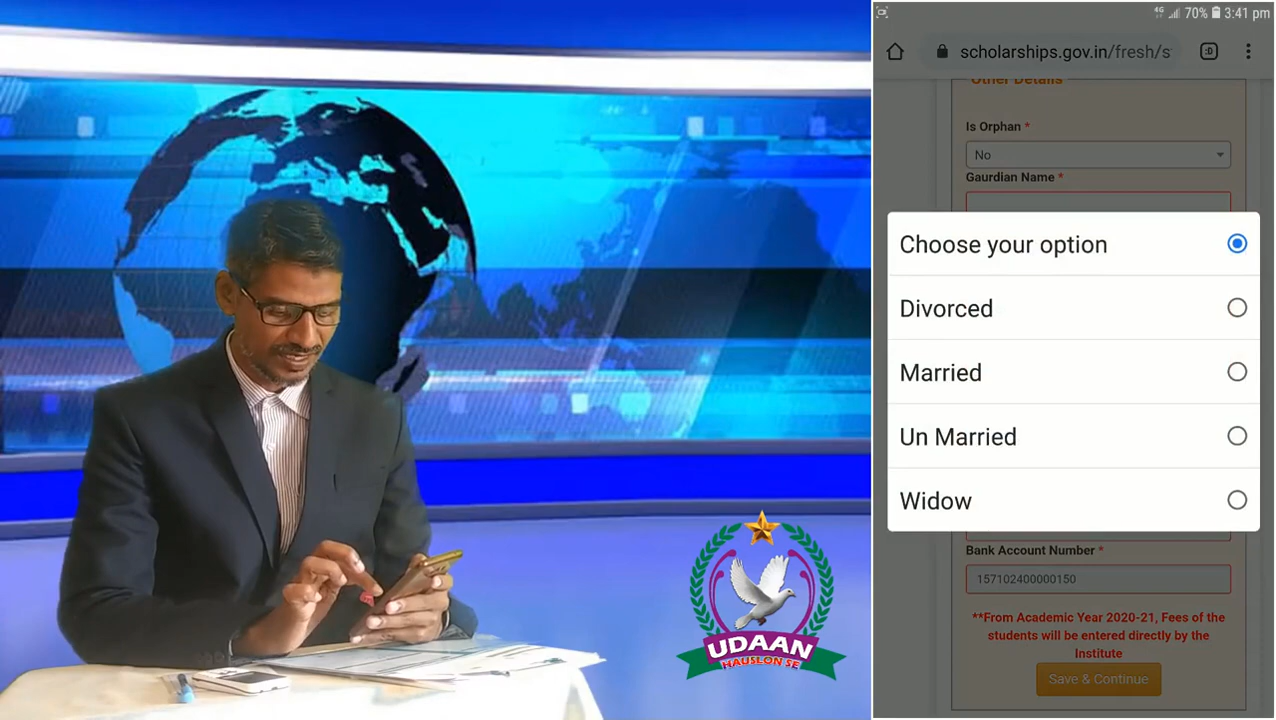 4G 70% 3:41 pm
scholarships.gov.in/fresh/s
:D
Other Details
Is Orphan *
No
Gaurdian Name *
Choose your option
Divorced
Married
Un Married
Widow
Bank Account Number *
157102400000150
**From Academic Year 2020-21, Fees of the
students will be entered directly by the
Institute
Save & Continue
UDAAN
HAUSLON SE